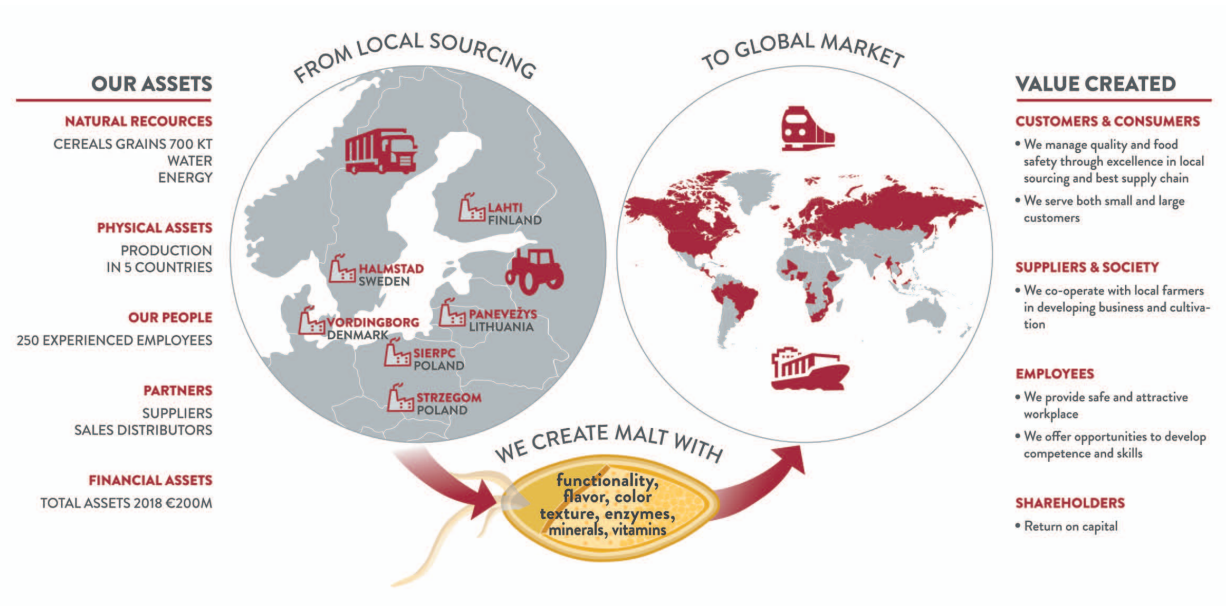 FROM LOCAL SOURCING
TO GLOBAL MARKET
OUR ASSETS
NATURAL RECOURCES
CEREALS GRAINS 700 KT
WATER
ENERGY
PHYSICAL ASSETS
PRODUCTION
IN 5 COUNTRIES
OUR PEOPLE
250 EXPERIENCED EMPLOYEES
PARTNERS
SUPPLIERS
SALES DISTRIBUTORS
FINANCIAL ASSETS
TOTAL ASSETS 2018 €200M
LAHTI
FINLAND
HALMSTAD
SWEDEN
PANEVEŽYS
LITHUANIA
VORDINGBORG
DENMARK
SIERPC
POLAND
STRZEGOM
POLAND
WE CREATE MALT WITH
functionality,
flavor, color
texture, enzymes,
minerals, vitamins
VALUE CREATED
CUSTOMERS & CONSUMERS
• We manage quality and food
safety through excellence in local
sourcing and best supply chain
• We serve both small and large
customers
SUPPLIERS & SOCIETY
• We co-operate with local farmers
in developing business and cultiva-
tion
EMPLOYEES
• We provide safe and attractive
workplace
• We offer opportunities to develop
competence and skills
SHAREHOLDERS
• Return on capital